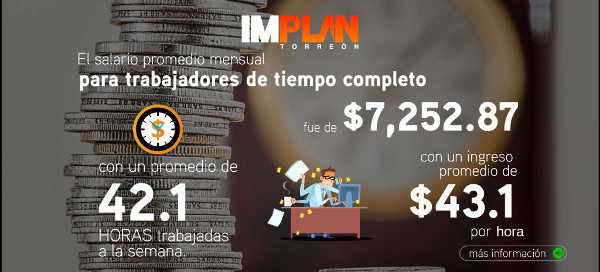 IMPLAN
TORREÓN
El salario promedio mensual
para trabajadores de tiempo completo
fue de $7,252.87
con un promedio de
42.1
HORAS trabajadas
a la semana.
con un ingreso
promedio de
$43.1
por hora
más información